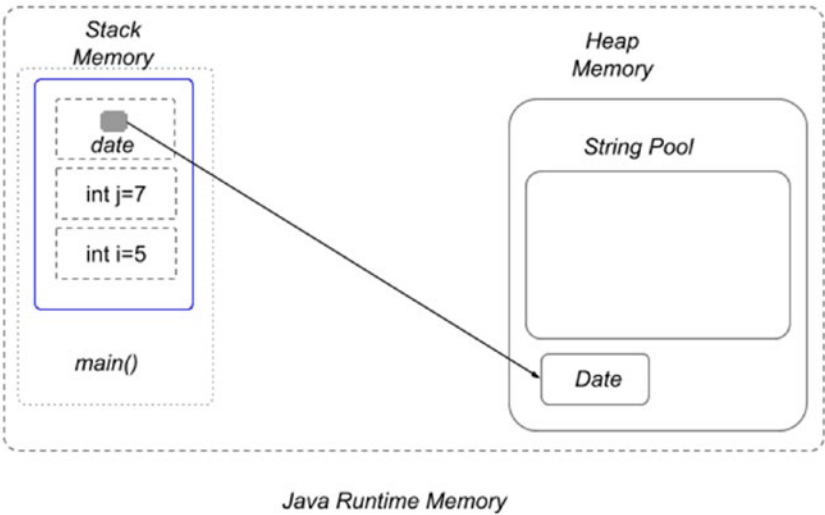 Stack
Memory
date
int j=7
int i=5
main()
Heap
Memory
String Pool
Date
Java Runtime Memory